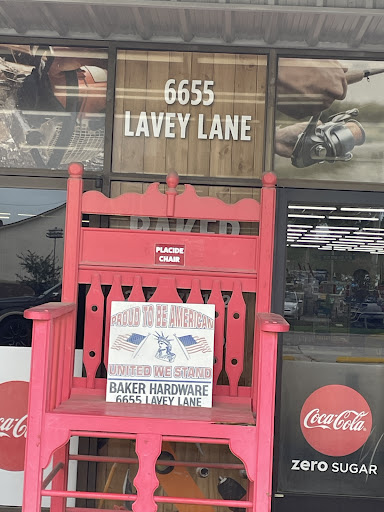 6655
LAVEY LANE
BAKER
PLACIDE
CHAIR
PROUD TO BE AMERICAN
UNITED WE STAND
BAKER HARDWARE
6655 LAVEY LANE
Coca-Cola
Coca-Cola
zero SUGAR